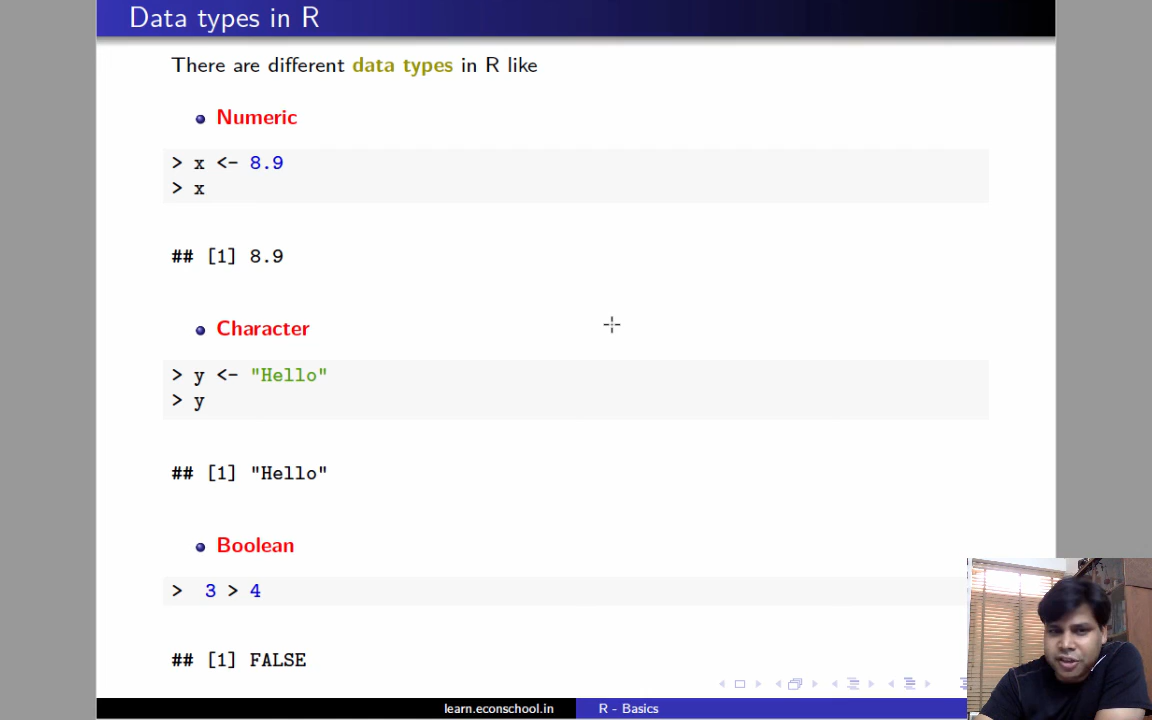 Data types in R
There are different data types in R like
Numeric
> x <- 8.9
> x
## [1] 8.9
Character
> y <- "Hello"
> y
## [1] "Hello"
Boolean
> 3 > 4
## [1] FALSE
learn.econschool.in
R - Basics